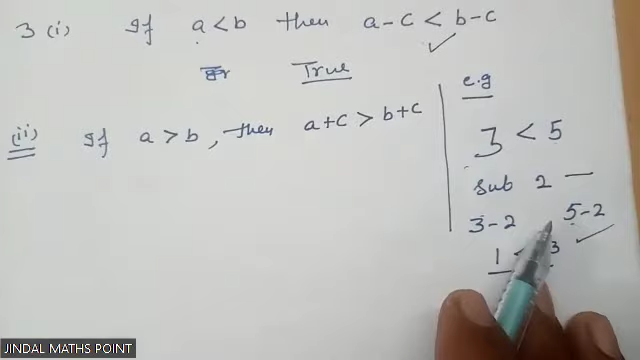 3 (i) If a < b then a - c < b - c
True
(ii) If a > b, then a + c > b + c
e.g
3 < 5
sub 2 —
3 - 2 5 - 2
1 < 3
JINDAL MATHS POINT